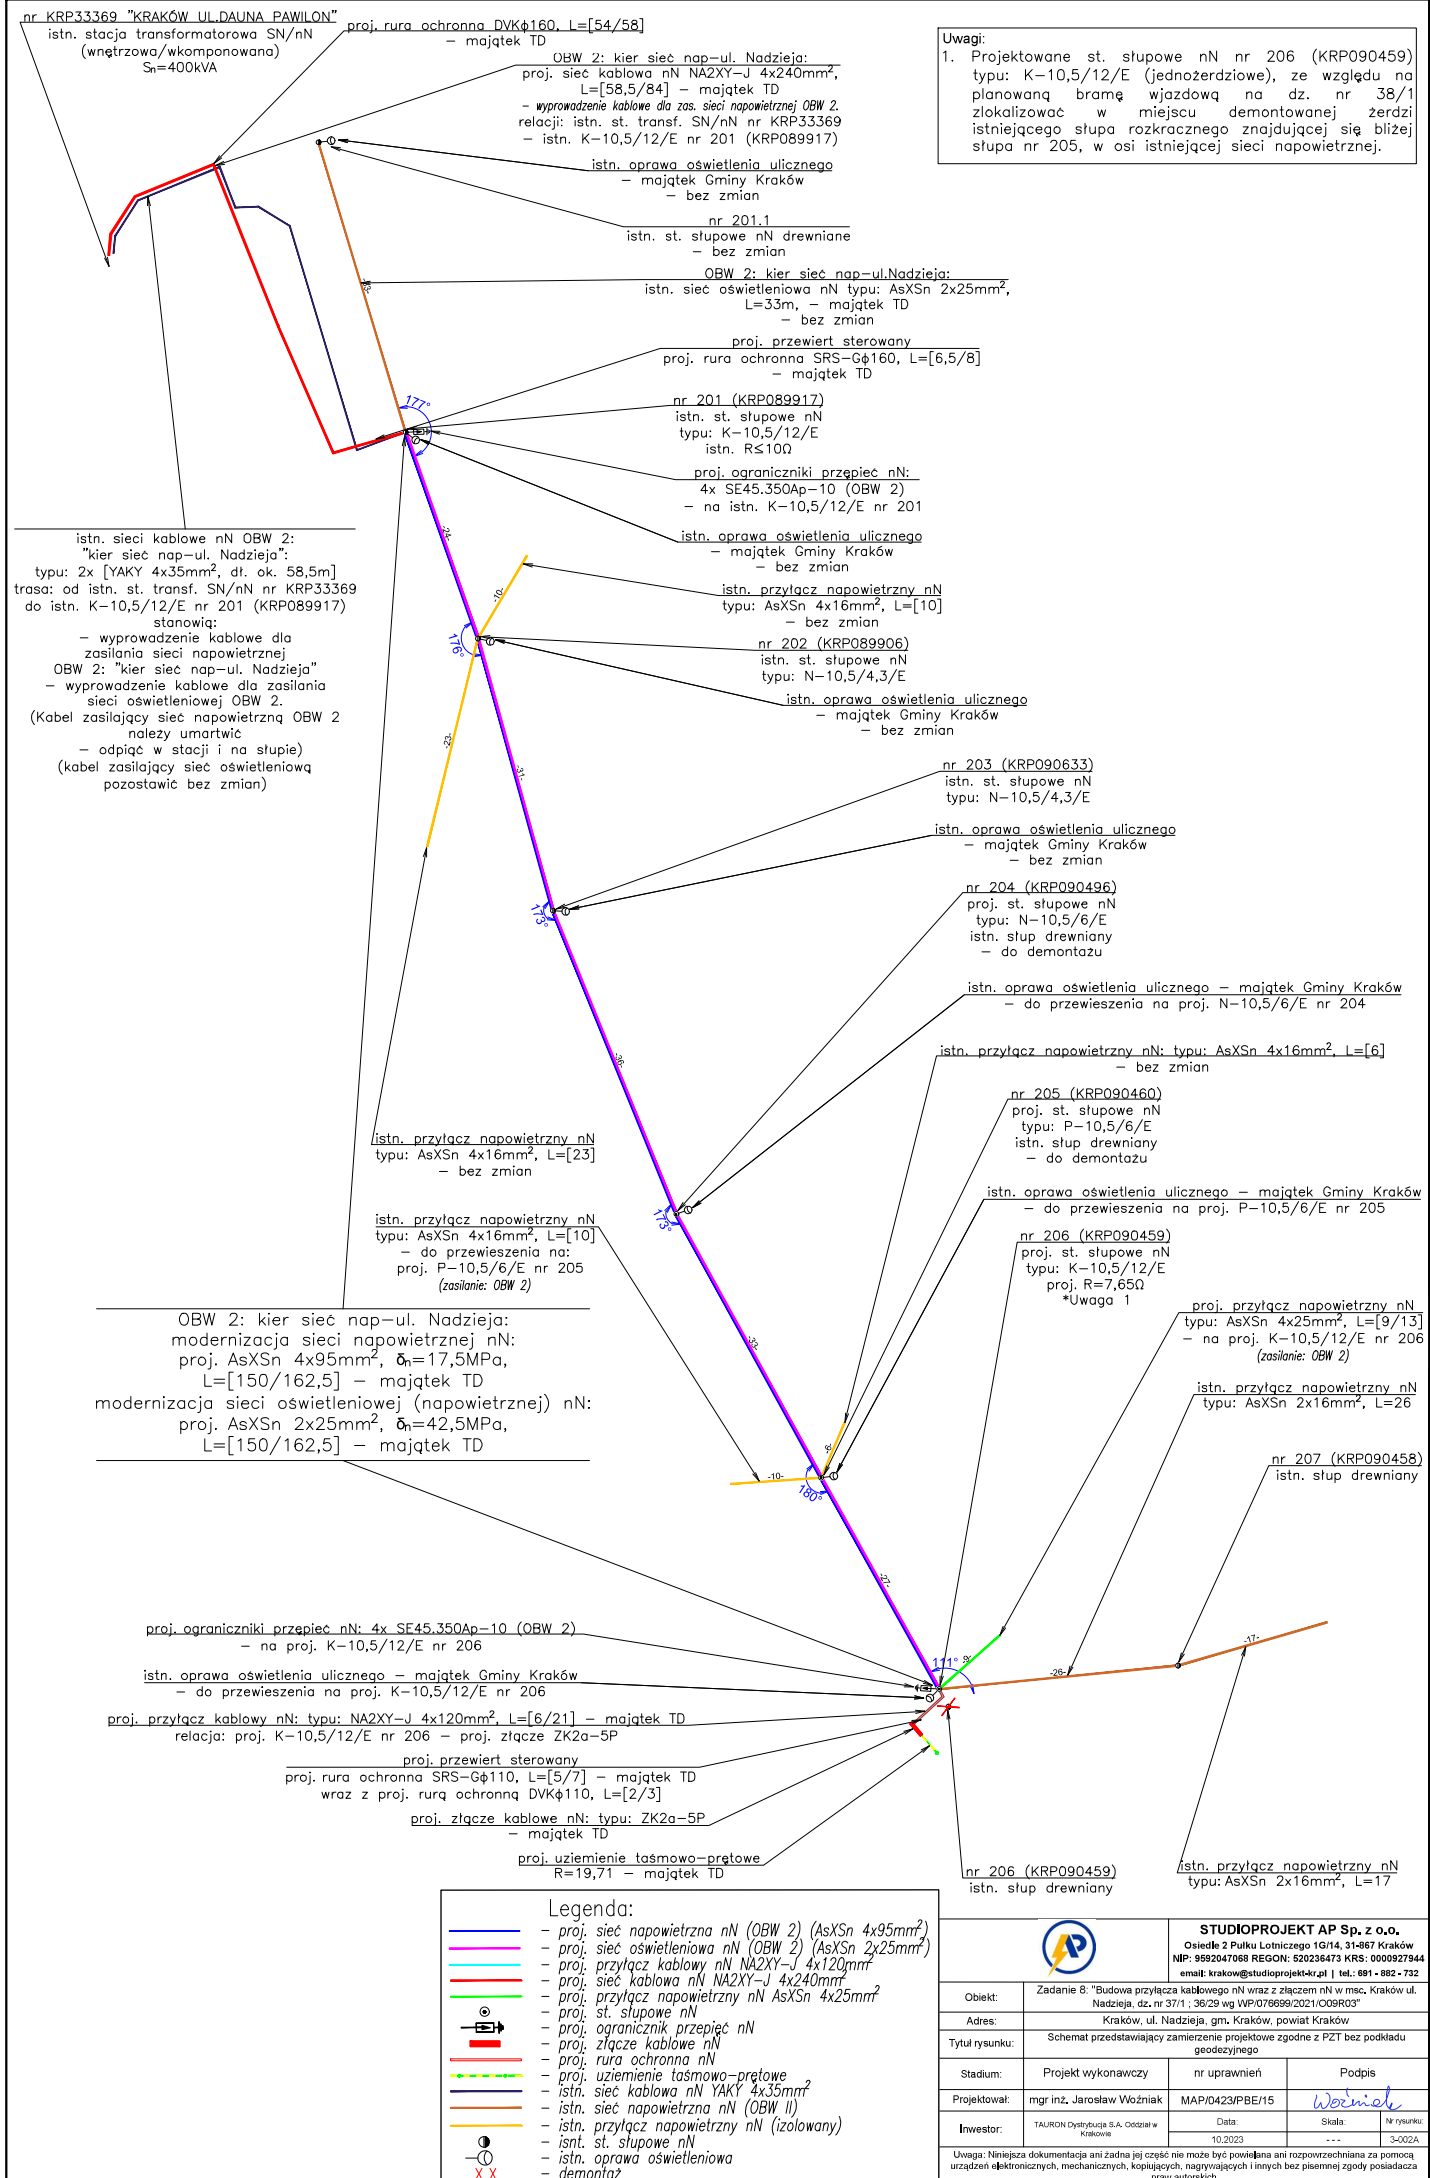 nr KRP33369 "KRAKÓW UL.DAUNA PAWILON"
istn. stacja transformatorowa SN/nN
(wnętrzowa/wkomponowana)
Sn=400kVA
proj. rura ochronna DVKϕ160, L=[54/58]
– majątek TD
OBW 2: kier sieć nap–ul. Nadzieja:
proj. sieć kablowa nN NA2XY–J 4x240mm²,
L=[58,5/84] – majątek TD
– wyprowadzenie kablowe dla zas. sieci napowietrznej OBW 2.
relacji: istn. st. transf. SN/nN nr KRP33369
– istn. K–10,5/12/E nr 201 (KRP089917)
istn. oprawa oświetlenia ulicznego
– majątek Gminy Kraków
– bez zmian
nr 201.1
istn. st. słupowe nN drewniane
– bez zmian
OBW 2: kier sieć nap–ul.Nadzieja:
istn. sieć oświetleniowa nN typu: AsXSn 2x25mm²,
L=33m, – majątek TD
– bez zmian
proj. przewiert sterowany
proj. rura ochronna SRS–Gϕ160, L=[6,5/8]
– majątek TD
nr 201 (KRP089917)
istn. st. słupowe nN
typu: K–10,5/12/E
istn. R≤10Ω
proj. ograniczniki przepięć nN:
4x SE45.350Ap–10 (OBW 2)
– na istn. K–10,5/12/E nr 201
istn. oprawa oświetlenia ulicznego
– majątek Gminy Kraków
– bez zmian
istn. przyłącz napowietrzny nN
typu: AsXSn 4x16mm², L=[10]
– bez zmian
nr 202 (KRP089906)
istn. st. słupowe nN
typu: N–10,5/4,3/E
istn. oprawa oświetlenia ulicznego
– majątek Gminy Kraków
– bez zmian
nr 203 (KRP090633)
istn. st. słupowe nN
typu: N–10,5/4,3/E
istn. oprawa oświetlenia ulicznego
– majątek Gminy Kraków
– bez zmian
nr 204 (KRP090496)
proj. st. słupowe nN
typu: N–10,5/6/E
istn. słup drewniany
– do demontażu
istn. oprawa oświetlenia ulicznego – majątek Gminy Kraków
– do przewieszenia na proj. N–10,5/6/E nr 204
istn. przyłącz napowietrzny nN: typu: AsXSn 4x16mm², L=[6]
– bez zmian
nr 205 (KRP090460)
proj. st. słupowe nN
typu: P–10,5/6/E
istn. słup drewniany
– do demontażu
istn. oprawa oświetlenia ulicznego – majątek Gminy Kraków
– do przewieszenia na proj. P–10,5/6/E nr 205
nr 206 (KRP090459)
proj. st. słupowe nN
typu: K–10,5/12/E
proj. R=7,65Ω
*Uwaga 1
proj. przyłącz napowietrzny nN
typu: AsXSn 4x25mm², L=[9/13]
– na proj. K–10,5/12/E nr 206
(zasilanie: OBW 2)
istn. przyłącz napowietrzny nN
typu: AsXSn 2x16mm², L=26
nr 207 (KRP090458)
istn. słup drewniany
Uwagi:
1. Projektowane st. słupowe nN nr 206 (KRP090459)
typu: K–10,5/12/E (jednożerdziowe), ze względu na
planowaną bramę wjazdową na dz. nr 38/1
zlokalizować w miejscu demontowanej żerdzi
istniejącego słupa rozkracznego znajdującej się bliżej
słupa nr 205, w osi istniejącej sieci napowietrznej.
istn. sieci kablowe nN OBW 2:
"kier sieć nap–ul. Nadzieja":
typu: 2x [YAKY 4x35mm², dł. ok. 58,5m]
trasa: od istn. st. transf. SN/nN nr KRP33369
do istn. K–10,5/12/E nr 201 (KRP089917)
stanowią:
– wyprowadzenie kablowe dla
zasilania sieci napowietrznej
OBW 2: "kier sieć nap–ul. Nadzieja"
– wyprowadzenie kablowe dla zasilania
sieci oświetleniowej OBW 2.
(Kabel zasilający sieć napowietrzną OBW 2
należy umartwić
– odpiąć w stacji i na słupie)
(kabel zasilający sieć oświetleniową
pozostawić bez zmian)
istn. przyłącz napowietrzny nN
typu: AsXSn 4x16mm², L=[23]
– bez zmian
istn. przyłącz napowietrzny nN
typu: AsXSn 4x16mm², L=[10]
– do przewieszenia na:
proj. P–10,5/6/E nr 205
(zasilanie: OBW 2)
OBW 2: kier sieć nap–ul. Nadzieja:
modernizacja sieci napowietrznej nN:
proj. AsXSn 4x95mm², δn=17,5MPa,
L=[150/162,5] – majątek TD
modernizacja sieci oświetleniowej (napowietrznej) nN:
proj. AsXSn 2x25mm², δn=42,5MPa,
L=[150/162,5] – majątek TD
-33-
177°
-24-
-10-
176°
-23-
-31-
173°
-36-
173°
-33-
-6-
-10-
180°
-27-
111°
-9-
-26-
-17-
proj. ograniczniki przepięć nN: 4x SE45.350Ap–10 (OBW 2)
– na proj. K–10,5/12/E nr 206
istn. oprawa oświetlenia ulicznego – majątek Gminy Kraków
– do przewieszenia na proj. K–10,5/12/E nr 206
proj. przyłącz kablowy nN: typu: NA2XY–J 4x120mm², L=[6/21] – majątek TD
relacja: proj. K–10,5/12/E nr 206 – proj. złącze ZK2a–5P
proj. przewiert sterowany
proj. rura ochronna SRS–Gϕ110, L=[5/7] – majątek TD
wraz z proj. rurą ochronną DVKϕ110, L=[2/3]
proj. złącze kablowe nN: typu: ZK2a–5P
– majątek TD
proj. uziemienie taśmowo–prętowe
R=19,71 – majątek TD
nr 206 (KRP090459)
istn. słup drewniany
istn. przyłącz napowietrzny nN
typu: AsXSn 2x16mm², L=17
Legenda:
– proj. sieć napowietrzna nN (OBW 2) (AsXSn 4x95mm²)
– proj. sieć oświetleniowa nN (OBW 2) (AsXSn 2x25mm²)
– proj. przyłącz kablowy nN NA2XY–J 4x120mm²
– proj. sieć kablowa nN NA2XY–J 4x240mm²
– proj. przyłącz napowietrzny nN AsXSn 4x25mm²
– proj. st. słupowe nN
– proj. ogranicznik przepięć nN
– proj. złącze kablowe nN
– proj. rura ochronna nN
– proj. uziemienie taśmowo–prętowe
– istn. sieć kablowa nN YAKY 4x35mm²
– istn. sieć napowietrzna nN (OBW II)
– istn. przyłącz napowietrzny nN (izolowany)
– isnt. st. słupowe nN
– istn. oprawa oświetleniowa
– demontaż
AP
STUDIOPROJEKT AP Sp. z o.o.
Osiedle 2 Pułku Lotniczego 1G/14, 31-867 Kraków
NIP: 9592047068 REGON: 520236473 KRS: 0000927944
email: krakow@studioprojekt-kr.pl | tel.: 691 - 882 - 732
Obiekt: Zadanie 8: "Budowa przyłącza kablowego nN wraz z złączem nN w msc. Kraków ul.
Nadzieja, dz. nr 37/1 ; 36/29 wg WP/076699/2021/O09R03"
Adres: Kraków, ul. Nadzieja, gm. Kraków, powiat Kraków
Tytuł rysunku: Schemat przedstawiający zamierzenie projektowe zgodne z PZT bez podkładu
geodezyjnego
Stadium: Projekt wykonawczy nr uprawnień Podpis
Projektował: mgr inż. Jarosław Woźniak MAP/0423/PBE/15 Woźniak
Inwestor: TAURON Dystrybucja S.A. Oddział w
Krakowie
Data: Skala: Nr rysunku:
10.2023 --- 3-002A
Uwaga: Niniejsza dokumentacja ani żadna jej część nie może być powielana ani rozpowrzechniana za pomocą
urządzeń elektronicznych, mechanicznych, kopiujących, nagrywających i innych bez pisemnej zgody posiadacza
praw autorskich